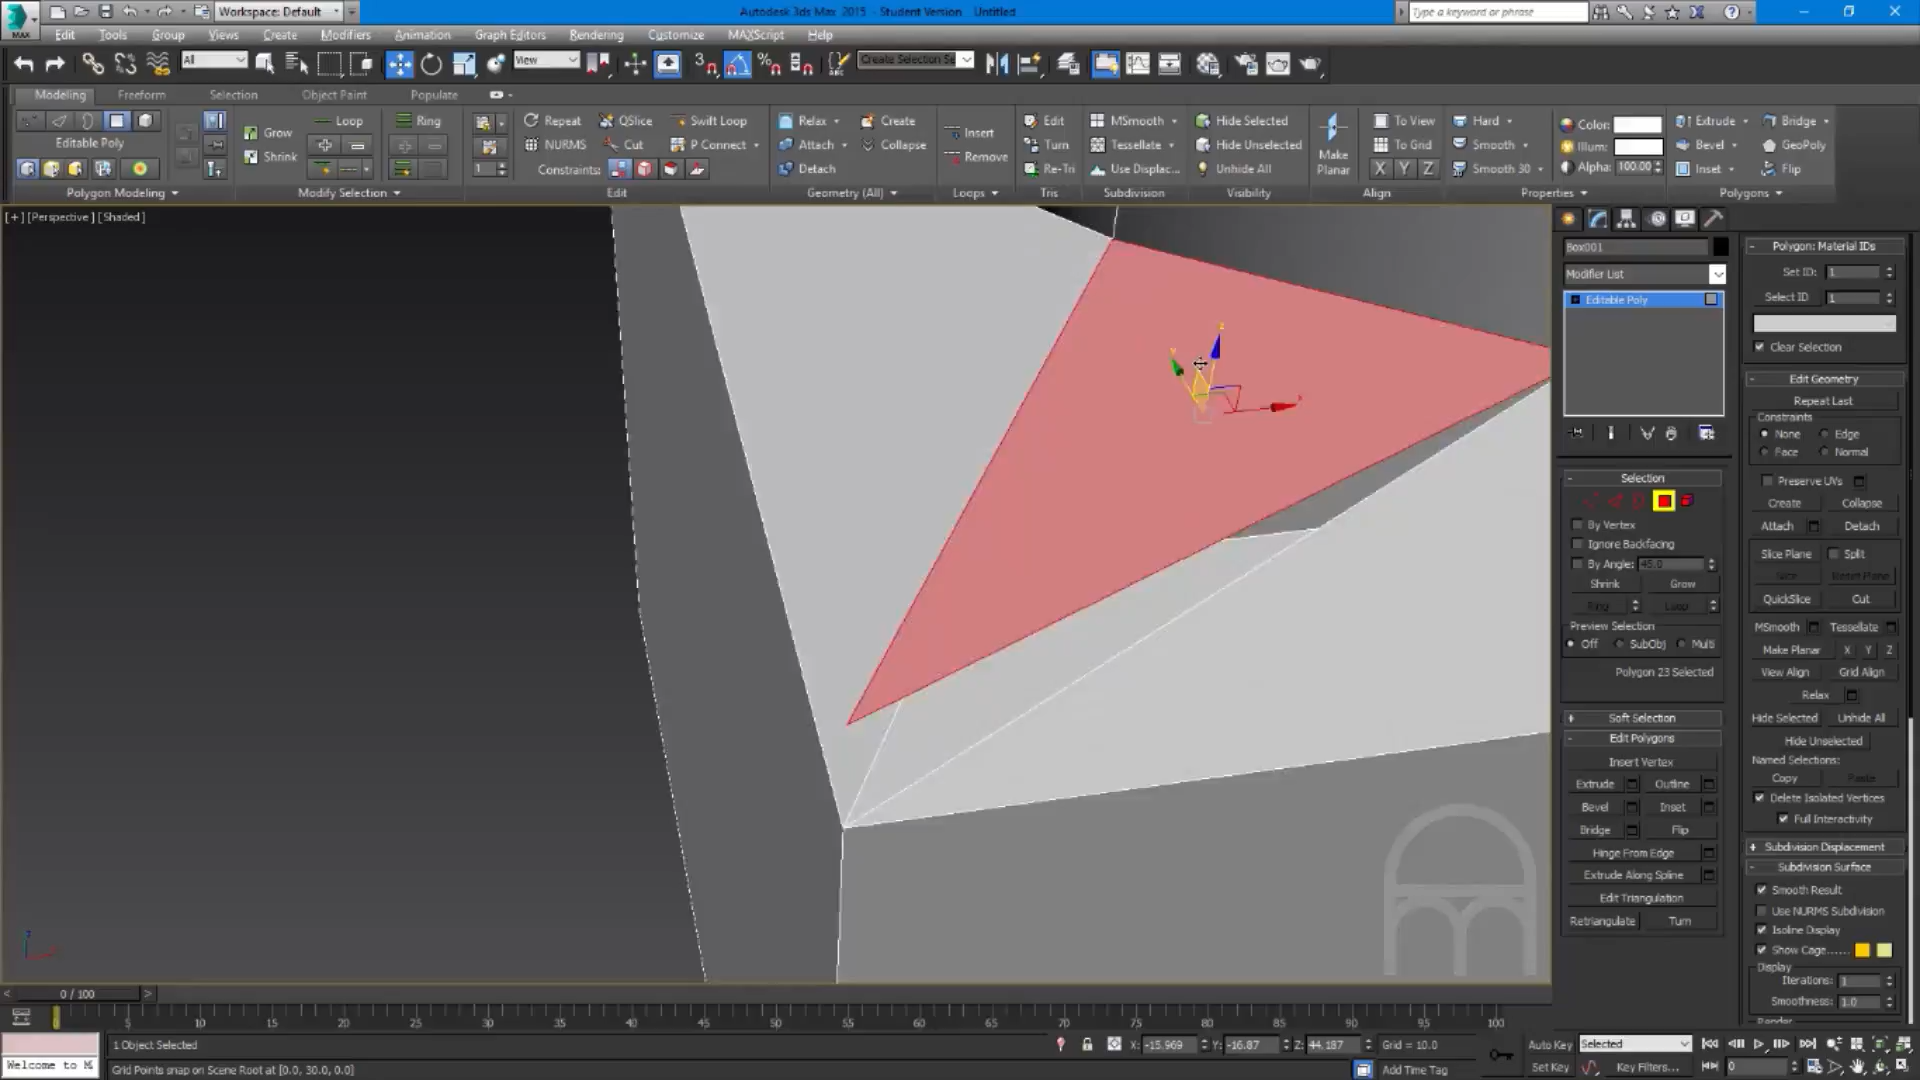 Workspace: Default
Autodesk 3ds Max 2015 - Student Version Untitled
Type a keyword or phrase
MAX
Edit Tools Group Views Create Modifiers Animation Graph Editors Rendering Customize MAXScript Help
All
View
Create Selection Se
Modeling Freeform Selection Object Paint Populate
Loop Ring Repeat QSlice Swift Loop Relax Create Edit MSmooth Hide Selected To View Hard Color: Extrude Bridge
Editable Poly Grow NURMS Cut P Connect Attach Collapse Insert Turn Tessellate Hide Unselected Make Planar To Grid Smooth Illum: Bevel GeoPoly
Shrink 1 Constraints: Detach Remove Re-Tri Use Displac... Unhide All X Y Z Smooth 30 Alpha: 100.00 Inset Flip
Polygon Modeling Modify Selection Edit Geometry (All) Loops Tris Subdivision Visibility Align Properties Polygons
[+] [Perspective] [Shaded]
Box001
Modifier List
Editable Poly
Selection
By Vertex
Ignore Backfacing
By Angle: 45.0
Shrink Grow
Ring Loop
Preview Selection
Off SubObj Multi
Polygon 23 Selected
+ Soft Selection
- Edit Polygons
Insert Vertex
Extrude Outline
Bevel Inset
Bridge Flip
Hinge From Edge
Extrude Along Spline
Edit Triangulation
Retriangulate Turn
- Polygon: Material IDs
Set ID: 1
Select ID 1
Clear Selection
- Edit Geometry
Repeat Last
Constraints
None Edge
Face Normal
Preserve UVs
Create Collapse
Attach Detach
Slice Plane Split
Slice Reset Plane
QuickSlice Cut
MSmooth Tessellate
Make Planar X Y Z
View Align Grid Align
Relax
Hide Selected Unhide All
Hide Unselected
Named Selections:
Copy Paste
Delete Isolated Vertices
Full Interactivity
+ Subdivision Displacement
- Subdivision Surface
Smooth Result
Use NURMS Subdivision
Isoline Display
Show Cage......
Display
Iterations: 1
Smoothness: 1.0
Render
z
x
< 0 / 100 >
5 10 15 20 25 30 35 40 45 50 55 60 65 70 75 80 85 90 95 100
1 Object Selected X: -15.969 Y: -16.87 Z: 44.187 Grid = 10.0 Auto Key Selected
Welcome to M Grid Points snap on Scene Root at [0.0, 30.0, 0.0] Add Time Tag Set Key Key Filters... 0